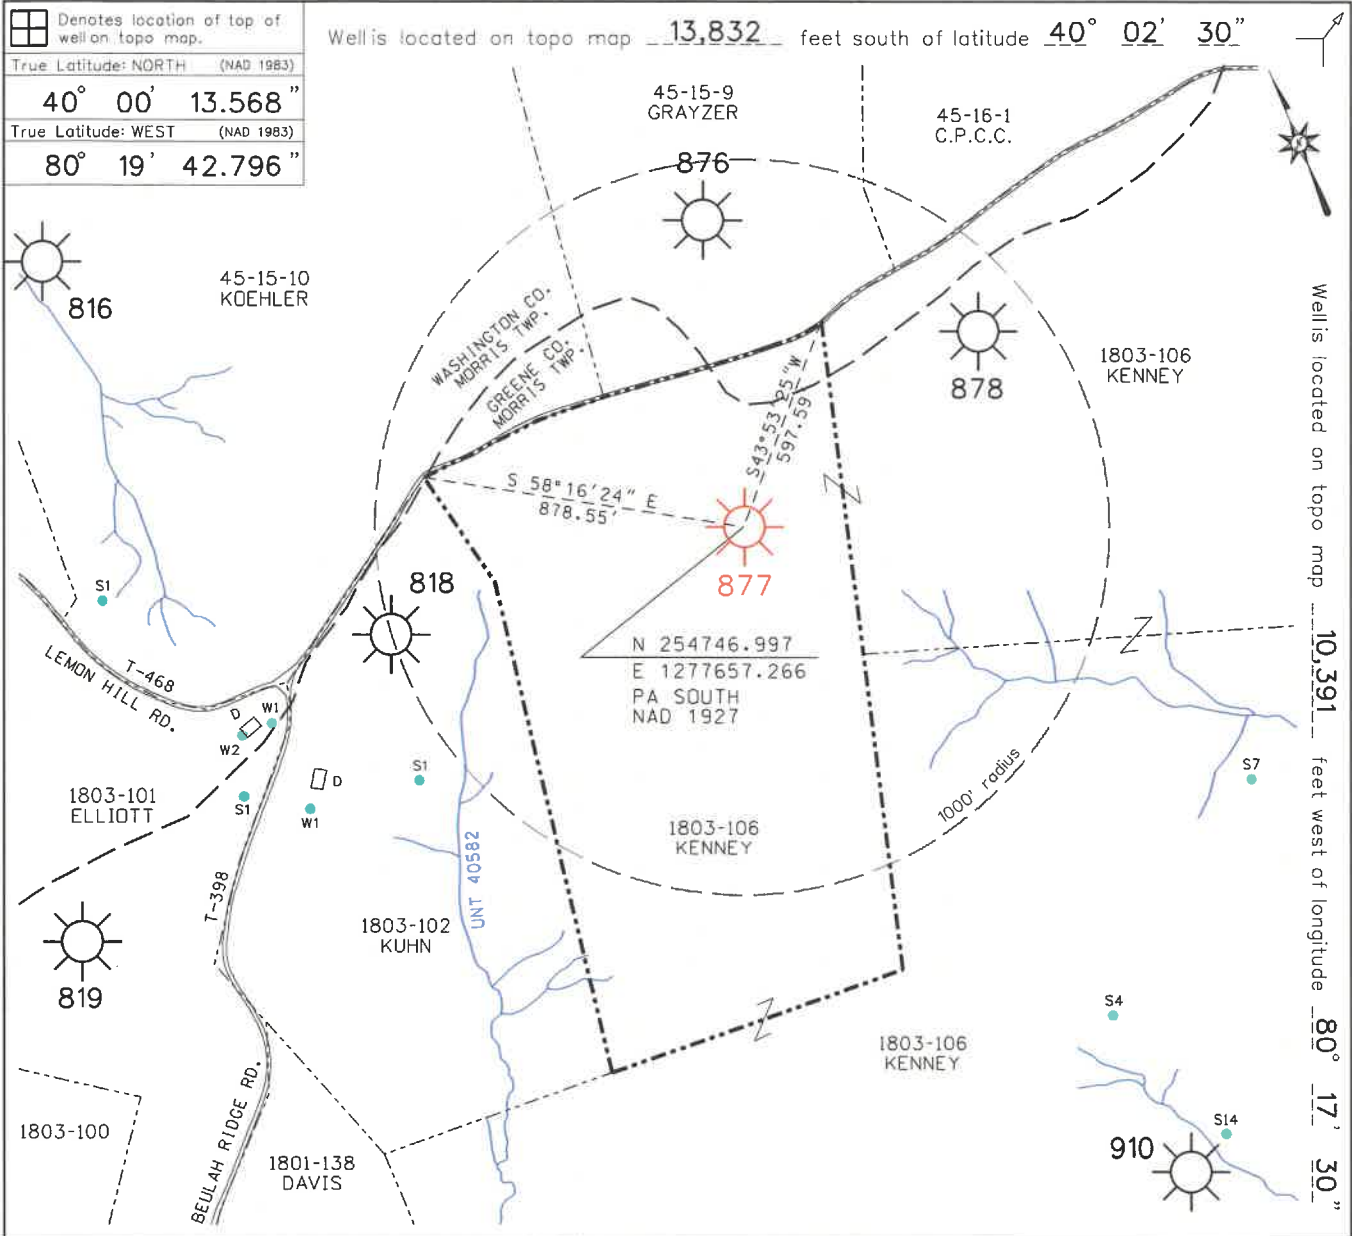 Denotes location of top of
well on topo map.
Well is located on topo map 13,832 feet south of latitude 40° 02' 30"
True Latitude: NORTH (NAD 1983)
40° 00' 13.568"
True Latitude: WEST (NAD 1983)
80° 19' 42.796"
45-15-9
GRAYZER
45-16-1
C.P.C.C.
876
816
45-15-10
KOEHLER
WASHINGTON CO.
MORRIS TWP.
GREENE CO.
MORRIS TWP.
878
1803-106
KENNEY
S43°53'25"W
597.59'
S 58°16'24" E
878.55'
877
818
S1
N 254746.997
E 1277657.266
PA SOUTH
NAD 1927
T-468
LEMON HILL RD.
D
W1
W2
S1
W1
D
S1
1803-101
ELLIOTT
1000' radius
S7
1803-106
KENNEY
UNT 40582
T-398
1803-102
KUHN
819
S4
1803-106
KENNEY
1803-100
BEULAH RIDGE RD.
1801-138
DAVIS
910
S14
Well is located on topo map 10,391 feet west of longitude 80° 17' 30"